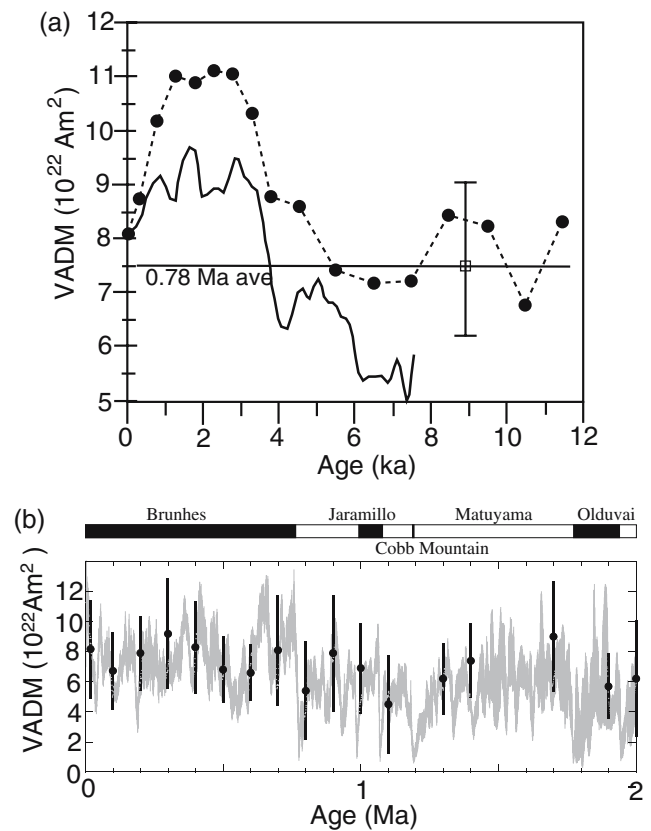 (a)
12
11
10
9
8
7
6
5
VADM (10²² Am²)
0.78 Ma ave
0 2 4 6 8 10 12
Age (ka)
(b)
Brunhes Jaramillo Matuyama Olduvai
Cobb Mountain
12
10
8
6
4
2
0
VADM (10²²Am²)
0 1 2
Age (Ma)